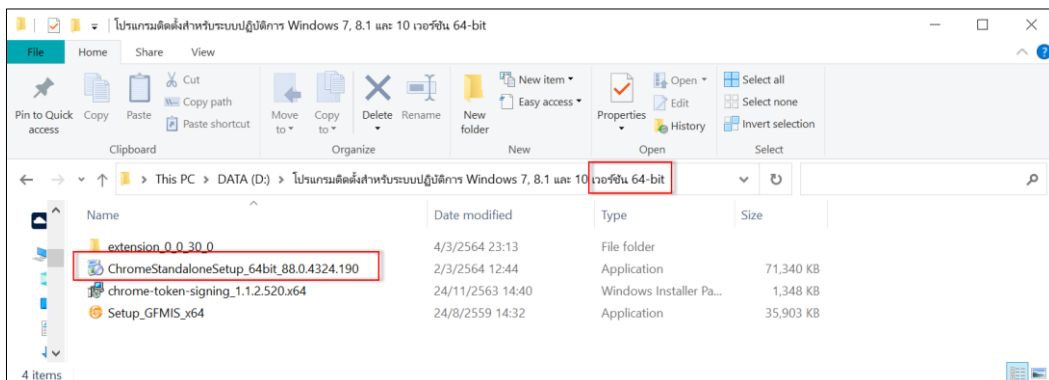 โปรแกรมติดตั้งสำหรับระบบปฏิบัติการ Windows 7, 8.1 และ 10 เวอร์ชัน 64-bit
File Home Share View
Pin to Quick access
Copy
Paste
Cut
Copy path
Paste shortcut
Move to
Copy to
Delete
Rename
New folder
New item
Easy access
Properties
Open
Edit
History
Select all
Select none
Invert selection
Clipboard Organize New Open Select
This PC > DATA (D:) > โปรแกรมติดตั้งสำหรับระบบปฏิบัติการ Windows 7, 8.1 และ 10 เวอร์ชัน 64-bit
Name Date modified Type Size
extension_0_0_30_0 4/3/2564 23:13 File folder
ChromeStandaloneSetup_64bit_88.0.4324.190 2/3/2564 12:44 Application 71,340 KB
chrome-token-signing_1.1.2.520.x64 24/11/2563 14:40 Windows Installer Pa... 1,348 KB
Setup_GFMIS_x64 24/8/2559 14:32 Application 35,903 KB
4 items